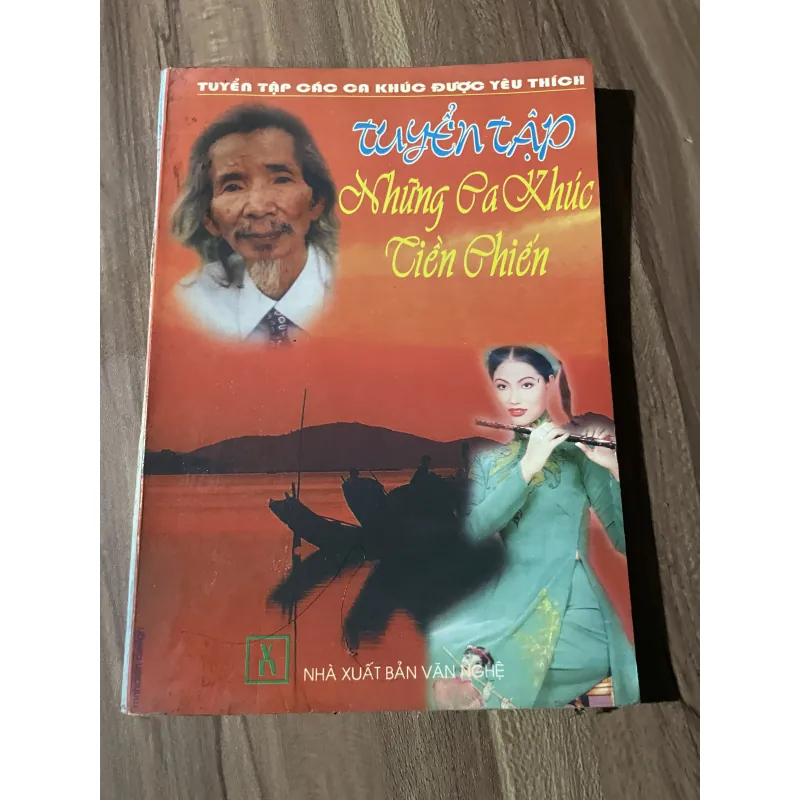 TUYỂN TẬP CÁC CA KHÚC ĐƯỢC YÊU THÍCH
TUYỂN TẬP
Những Ca Khúc
Tiền Chiến
NHÀ XUẤT BẢN VĂN NGHỆ